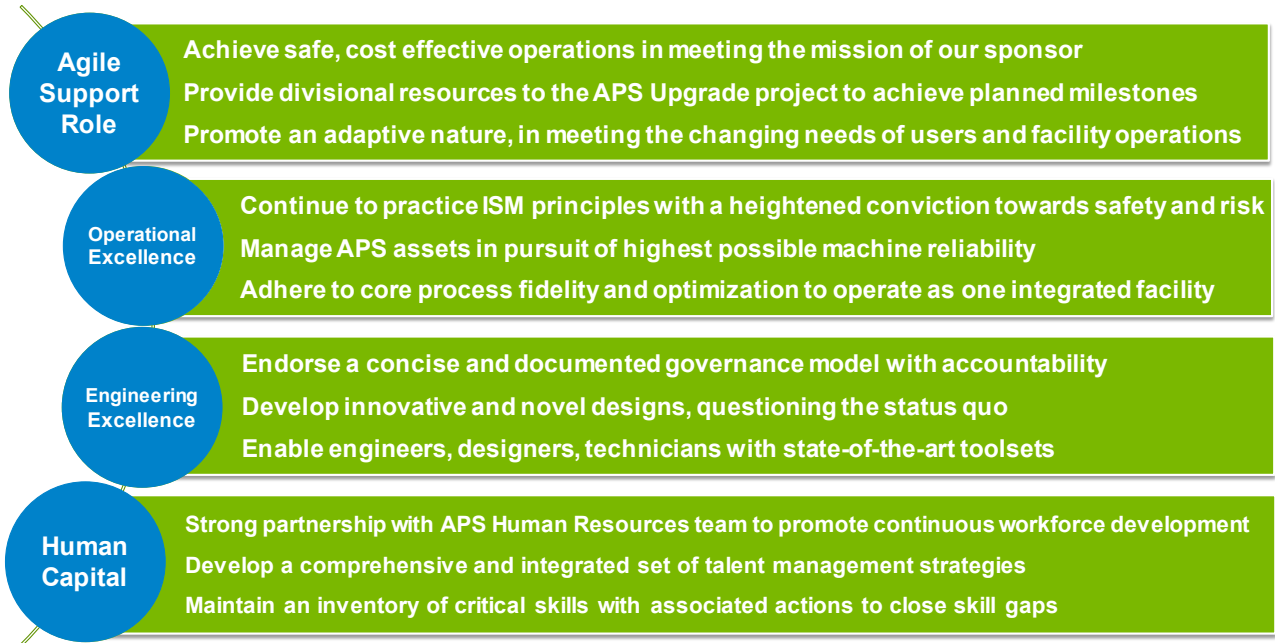 Agile
Support
Role
Achieve safe, cost effective operations in meeting the mission of our sponsor
Provide divisional resources to the APS Upgrade project to achieve planned milestones
Promote an adaptive nature, in meeting the changing needs of users and facility operations
Operational
Excellence
Continue to practice ISM principles with a heightened conviction towards safety and risk
Manage APS assets in pursuit of highest possible machine reliability
Adhere to core process fidelity and optimization to operate as one integrated facility
Engineering
Excellence
Endorse a concise and documented governance model with accountability
Develop innovative and novel designs, questioning the status quo
Enable engineers, designers, technicians with state-of-the-art toolsets
Human
Capital
Strong partnership with APS Human Resources team to promote continuous workforce development
Develop a comprehensive and integrated set of talent management strategies
Maintain an inventory of critical skills with associated actions to close skill gaps